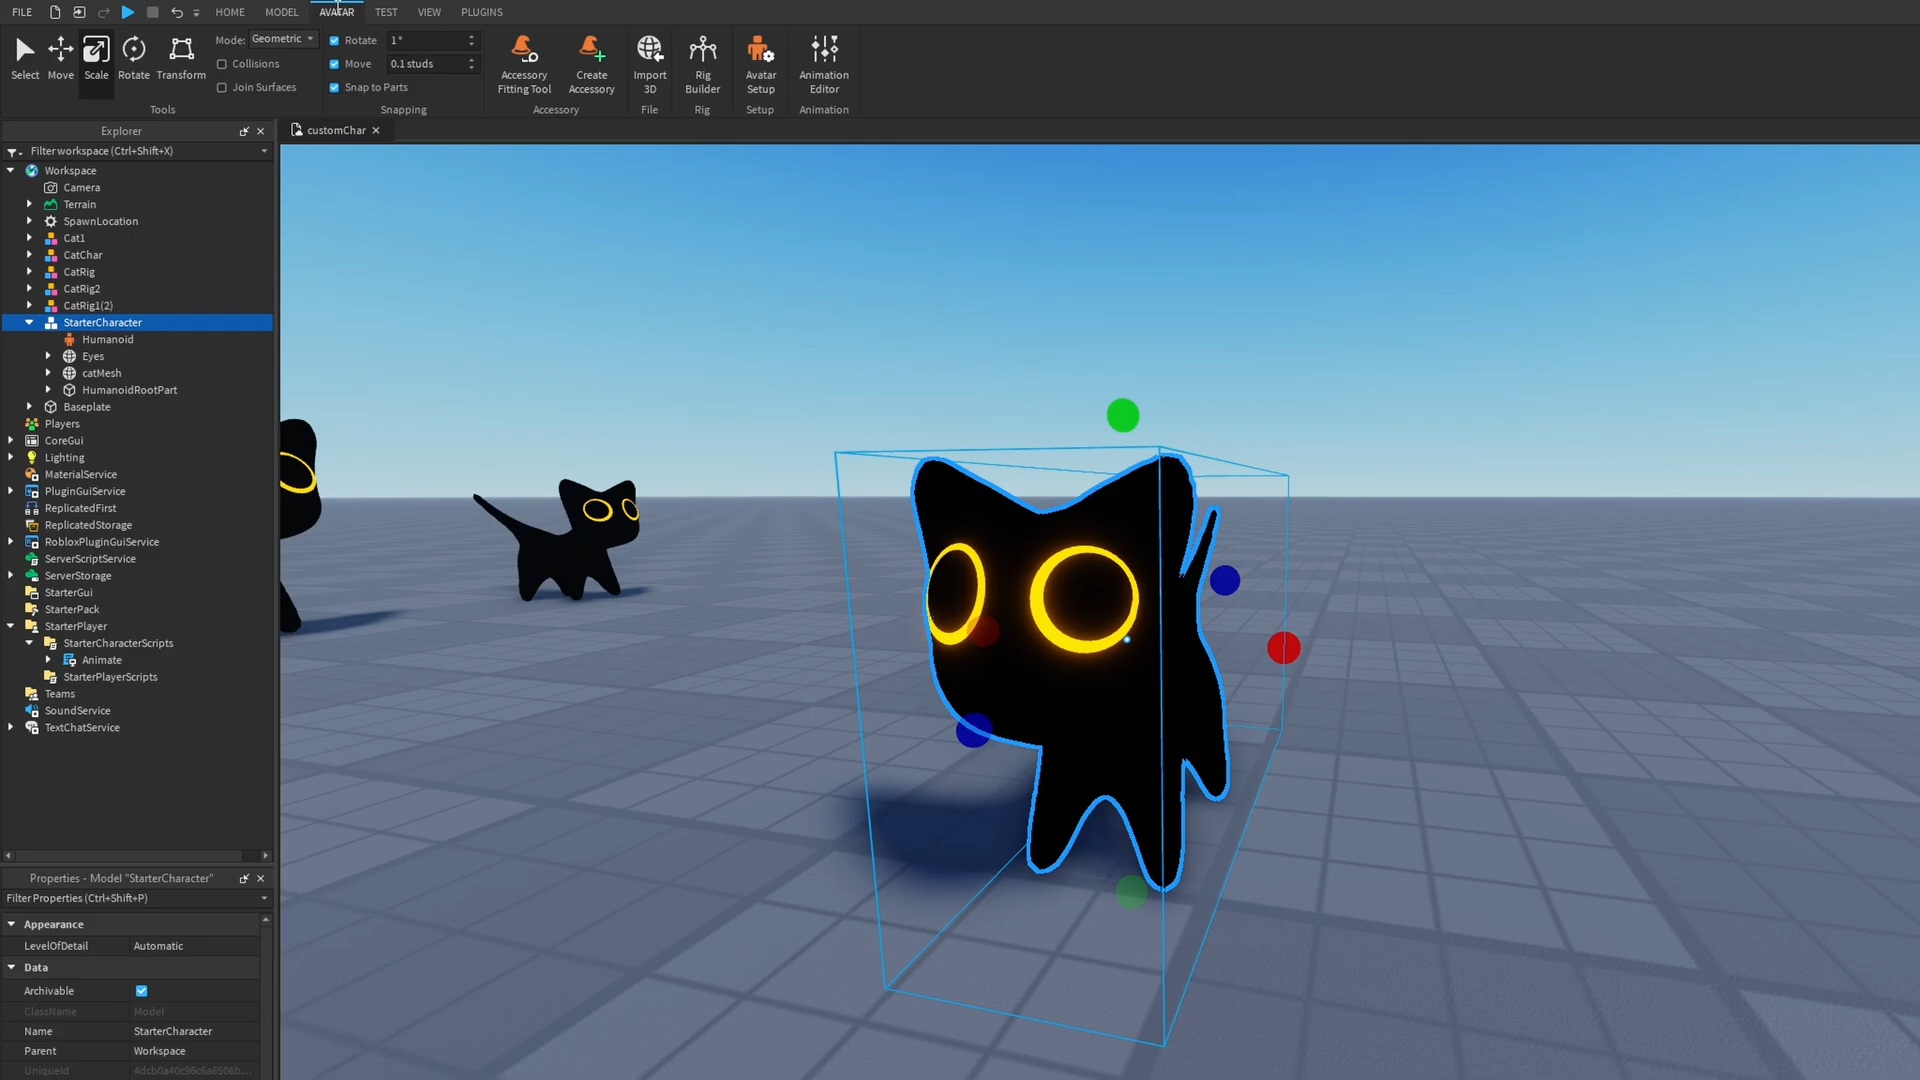 FILE
HOME
MODEL
AVATAR
TEST
VIEW
PLUGINS
Select
Move
Scale
Rotate
Transform
Mode: Geometric
Collisions
Join Surfaces
Tools
Rotate 1°
Move 0.1 studs
Snap to Parts
Snapping
Accessory Fitting Tool
Create Accessory
Accessory
Import 3D
File
Rig Builder
Rig
Avatar Setup
Setup
Animation Editor
Animation
Explorer
customChar
Filter workspace (Ctrl+Shift+X)
Workspace
Camera
Terrain
SpawnLocation
Cat1
CatChar
CatRig
CatRig2
CatRig1(2)
StarterCharacter
Humanoid
Eyes
catMesh
HumanoidRootPart
Baseplate
Players
CoreGui
Lighting
MaterialService
PluginGuiService
ReplicatedFirst
ReplicatedStorage
RobloxPluginGuiService
ServerScriptService
ServerStorage
StarterGui
StarterPack
StarterPlayer
StarterCharacterScripts
Animate
StarterPlayerScripts
Teams
SoundService
TextChatService
Properties - Model "StarterCharacter"
Filter Properties (Ctrl+Shift+P)
Appearance
LevelOfDetail Automatic
Data
Archivable
ClassName Model
Name StarterCharacter
Parent Workspace
UniqueId 4dcb0a40c96c6a6506b...